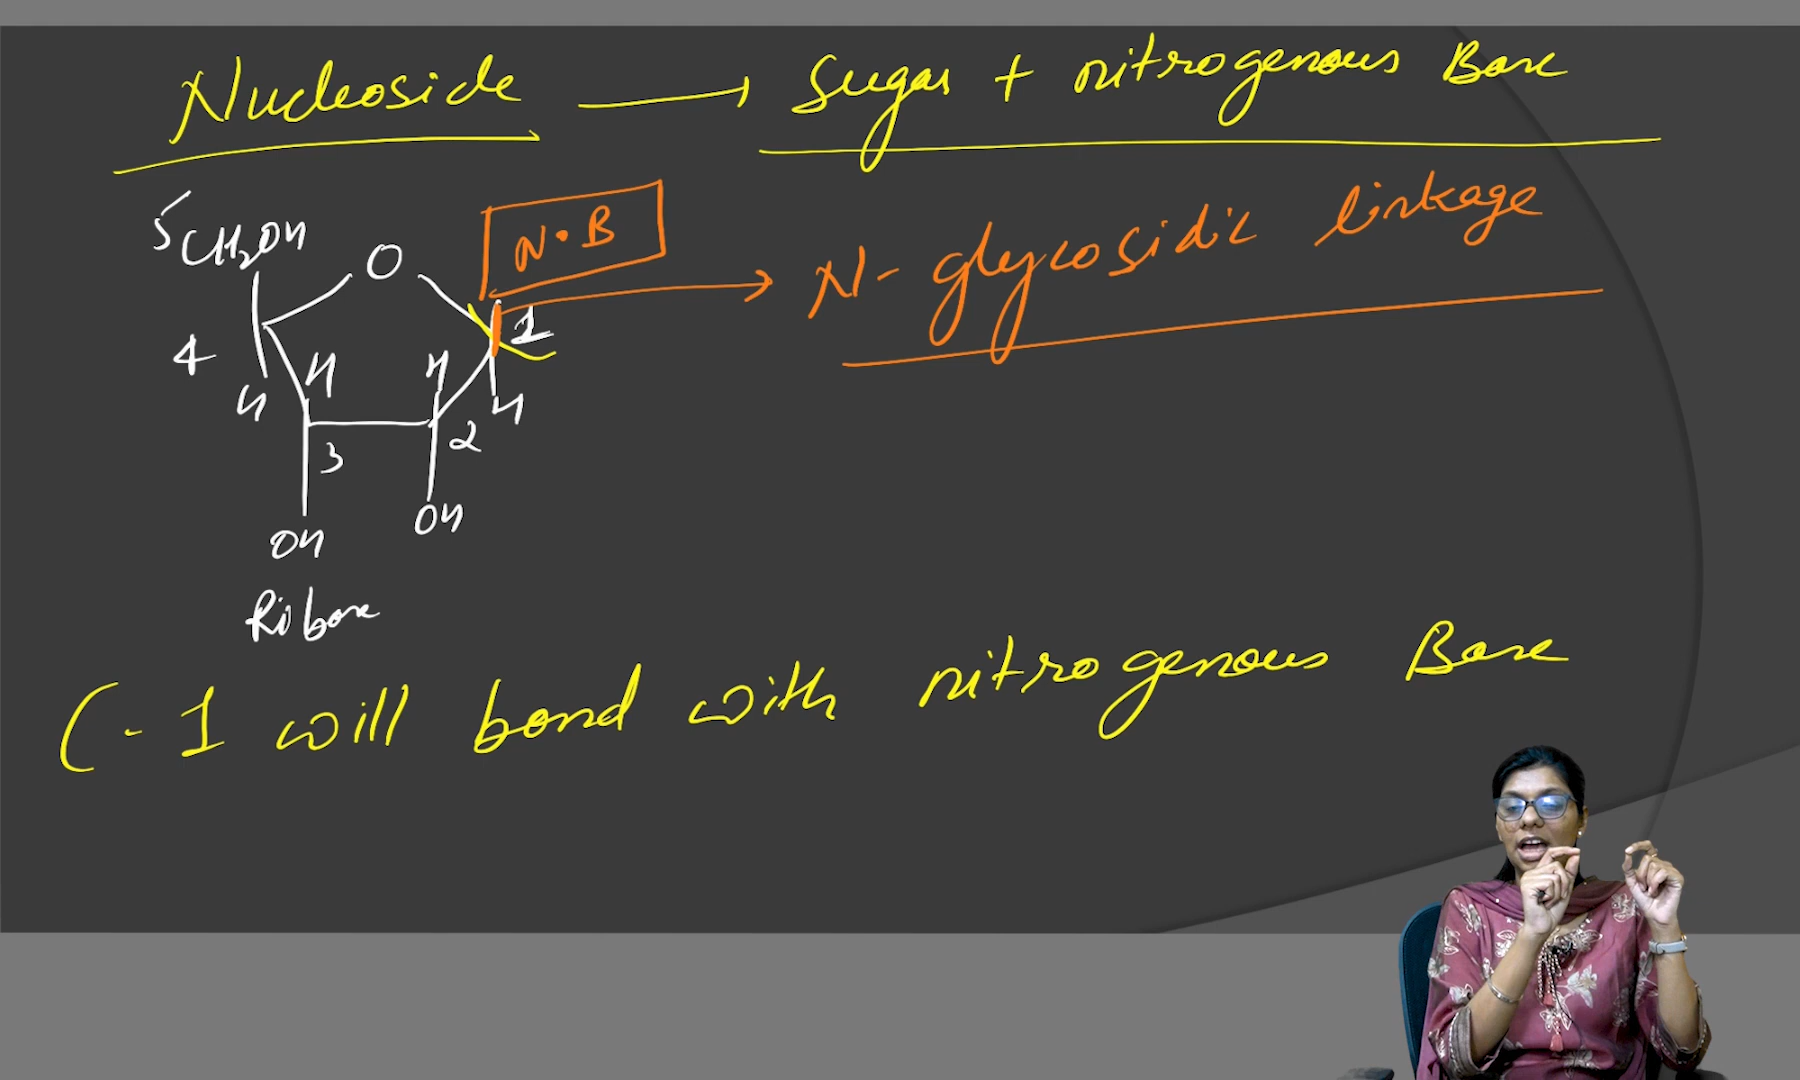 Nucleoside → Sugar + nitrogenous Base
N·B
N-glycosidic linkage
5 CH₂OH
O
1
4
H
H
H
H
3
2
OH
OH
Ribose
C-1 will bond with nitrogenous Base